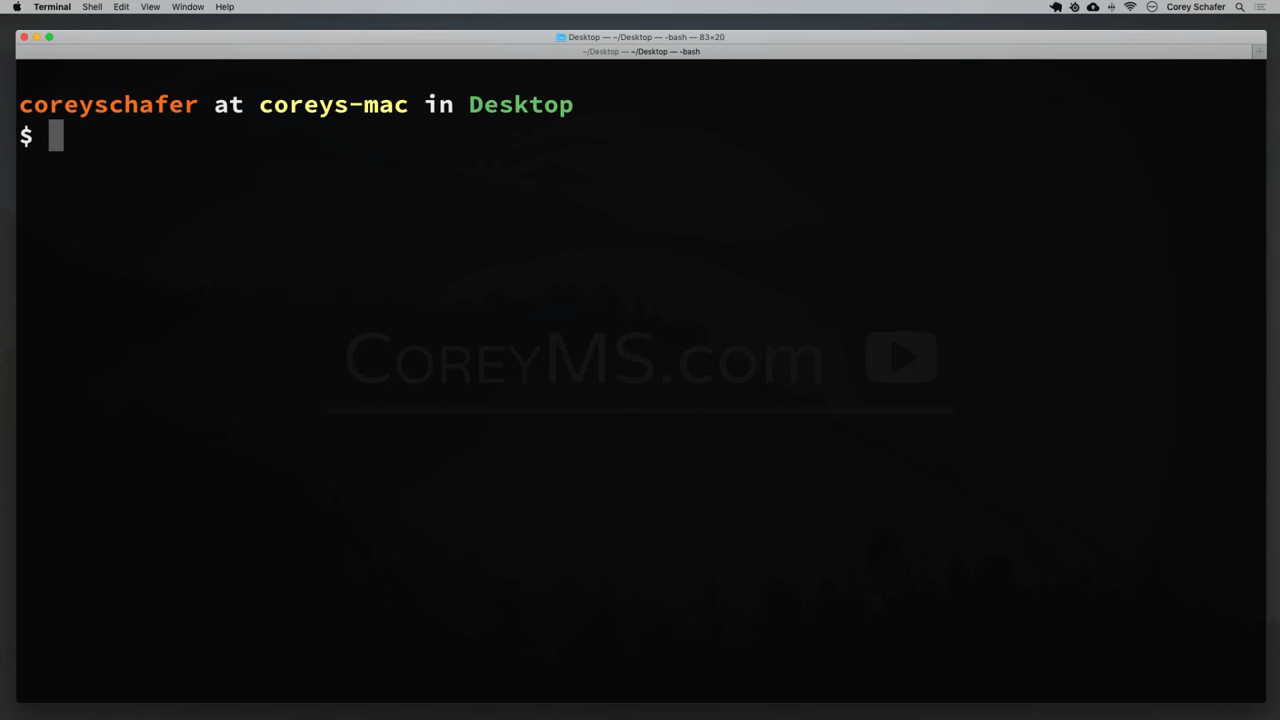 Terminal Shell Edit View Window Help Corey Schafer
Desktop — ~/Desktop — -bash — 83×20
~/Desktop — ~/Desktop — -bash
coreyschafer at coreys-mac in Desktop
$
CoreyMS.com